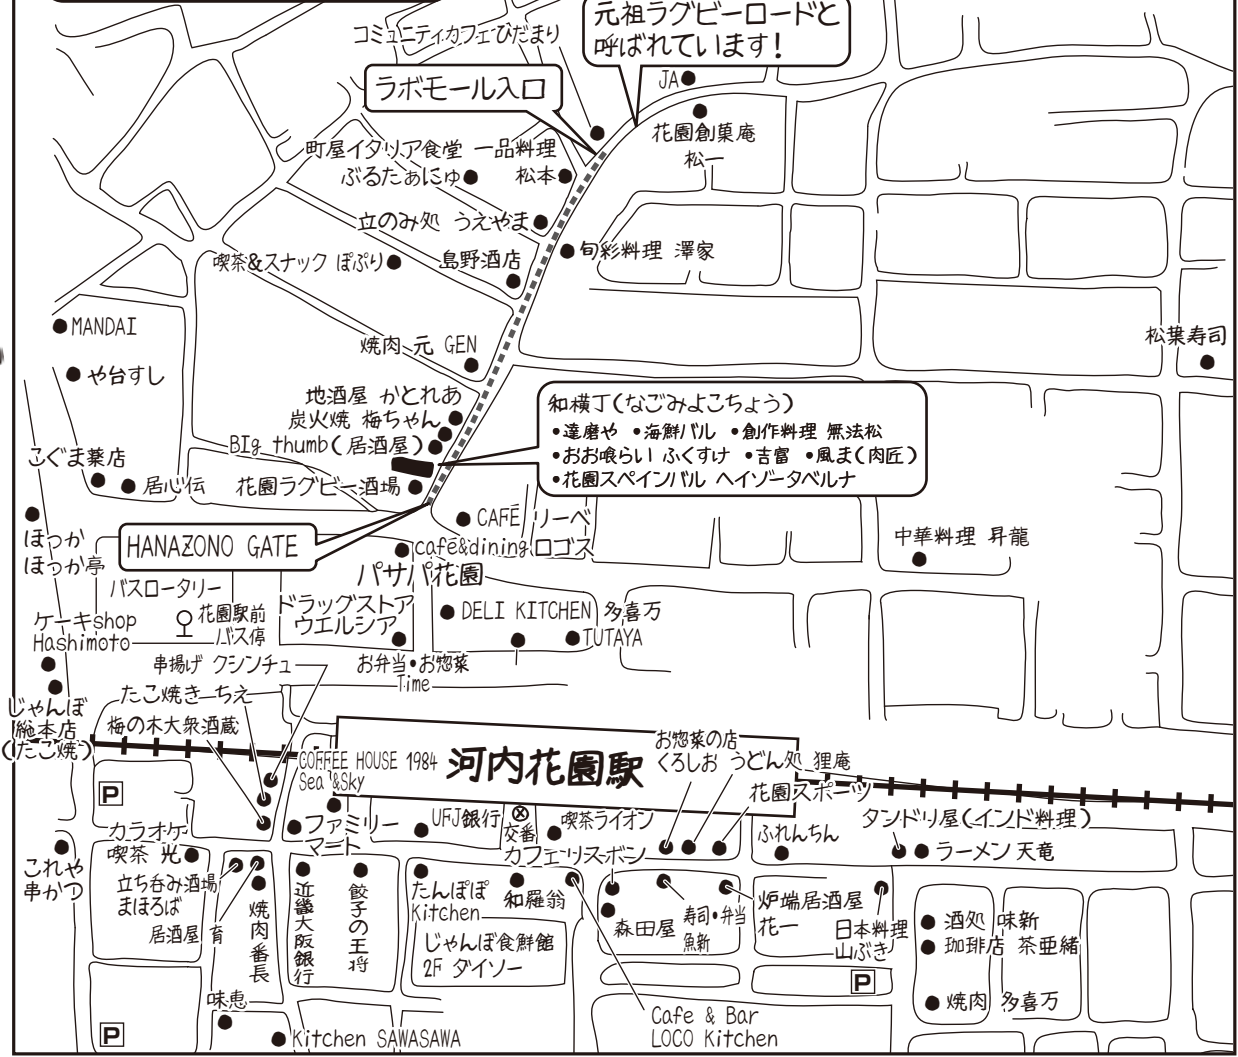 元祖ラグビーロードと
呼ばれています!
コミュニティカフェひだまり
ラボモール入口
JA
花園創菓庵
松一
町屋イタリア食堂
ぶるたぁにゅ
一品料理
松本
立のみ処 うえやま
喫茶&スナック ぽぷり
島野酒店
旬彩料理 澤家
MANDAI
や台すし
焼肉 元 GEN
松葉寿司
地酒屋 かとれあ
炭火焼 梅ちゃん
BIg thumb(居酒屋)
花園ラグビー酒場
和横丁(なごみよこちょう)
•達磨や •海鮮バル •創作料理 無法松
•おお喰らい ふくすけ •吉富 •風ま(肉匠)
•花園スペインバル ヘイゾータベルナ
こぐま薬店
居心伝
ほっか
ほっか亭
HANAZONO GATE
CAFE リーベ
café&dining ロゴス
パサパ花園
中華料理 昇龍
バスロータリー
花園駅前
バス停
ドラッグストア
ウエルシア
DELI KITCHEN 多喜万
TUTAYA
ケーキshop
Hashimoto
お弁当•お惣菜
Time
串揚げ クシンチュ
たこ焼き ちえ
梅の木大衆酒蔵
じゃんぼ
総本店
(たこ焼)
COFFEE HOUSE 1984
Sea &Sky
河内花園駅
お惣菜の店
くろしお
うどん処 狸庵
花園スポーツ
P
カラオケ
喫茶 光
ファミリー
マート
UFJ銀行
交番
喫茶ライオン
カフェリスボン
ふれんちん
タンドリ屋(インド料理)
ラーメン 天竜
これや
串かつ
立ち呑み酒場
まほろば
居酒屋 育
焼肉番長
近畿大阪銀行
餃子の王将
たんぽぽ
Kitchen
和羅翁
じゃんぼ食鮮館
2F ダイソー
森田屋
寿司•弁当
魚新
炉端居酒屋
花一
日本料理
山ぶき
P
酒処 味新
珈琲店 茶亜緒
焼肉 多喜万
味恵
P
Kitchen SAWASAWA
Cafe & Bar
LOCO Kitchen